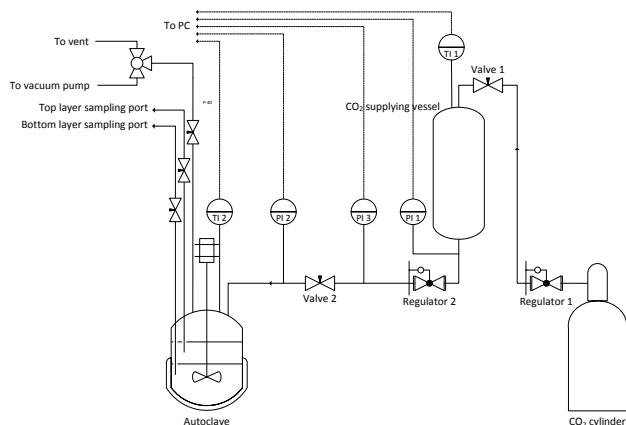 To vent
To PC
To vacuum pump
Top layer sampling port
Bottom layer sampling port
P-40
TI 1
Valve 1
CO₂ supplying vessel
TI 2
PI 2
PI 3
PI 1
Valve 2
Regulator 2
Regulator 1
Autoclave
CO₂ cylinder